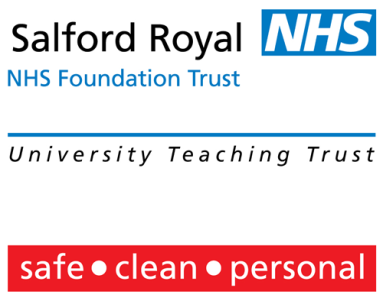 Salford Royal NHS
NHS Foundation Trust
University Teaching Trust
safe • clean • personal